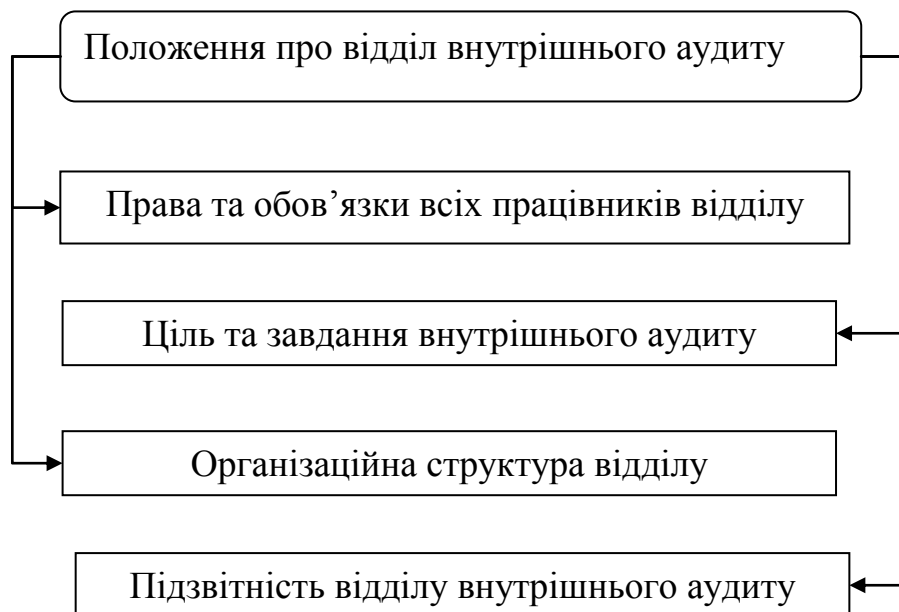 Положення про відділ внутрішнього аудиту
Права та обов’язки всіх працівників відділу
Ціль та завдання внутрішнього аудиту
Організаційна структура відділу
Підзвітність відділу внутрішнього аудиту